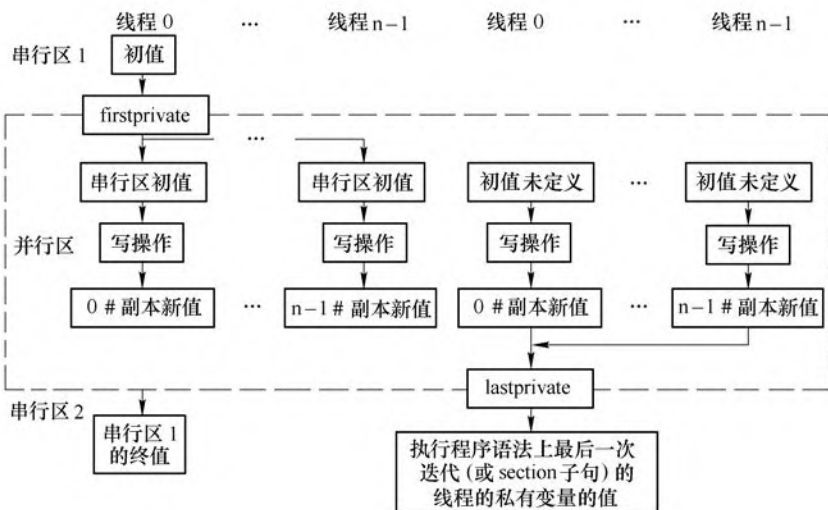 线程 0 … 线程 n-1 线程 0 … 线程 n-1
串行区 1 初值
firstprivate
…
串行区初值 串行区初值 初值未定义 … 初值未定义
并行区 写操作 写操作 写操作 写操作
0 # 副本新值 … n-1 # 副本新值 0 # 副本新值 … n-1 # 副本新值
lastprivate
串行区 2
串行区 1
的终值
执行程序语法上最后一次
迭代 (或 section 子句) 的
线程的私有变量的值